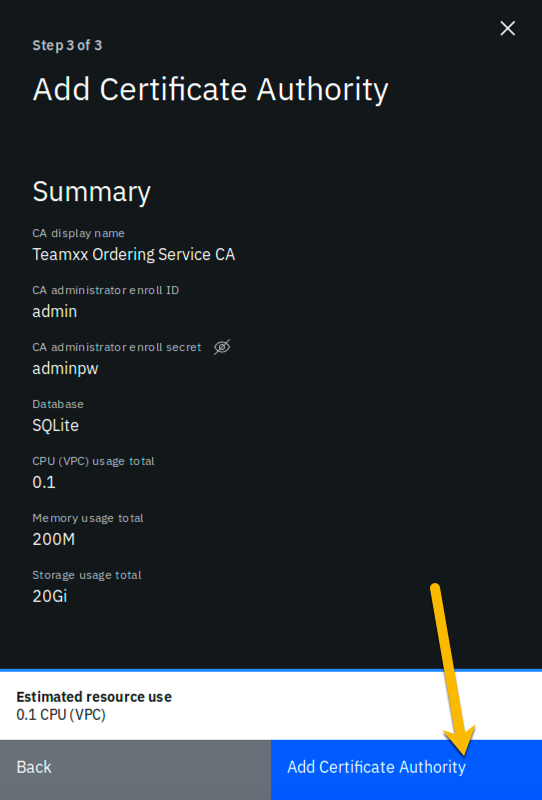 Step 3 of 3
Add Certificate Authority
Summary
CA display name
Teamxx Ordering Service CA
CA administrator enroll ID
admin
CA administrator enroll secret
adminpw
Database
SQLite
CPU (VPC) usage total
0.1
Memory usage total
200M
Storage usage total
20Gi
Estimated resource use
0.1 CPU (VPC)
Back
Add Certificate Authority